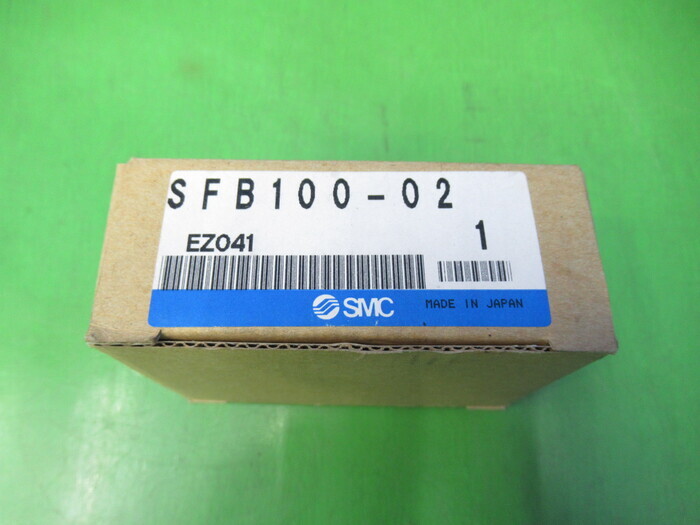 SFB100-02
EZ041 1
SMC MADE IN JAPAN